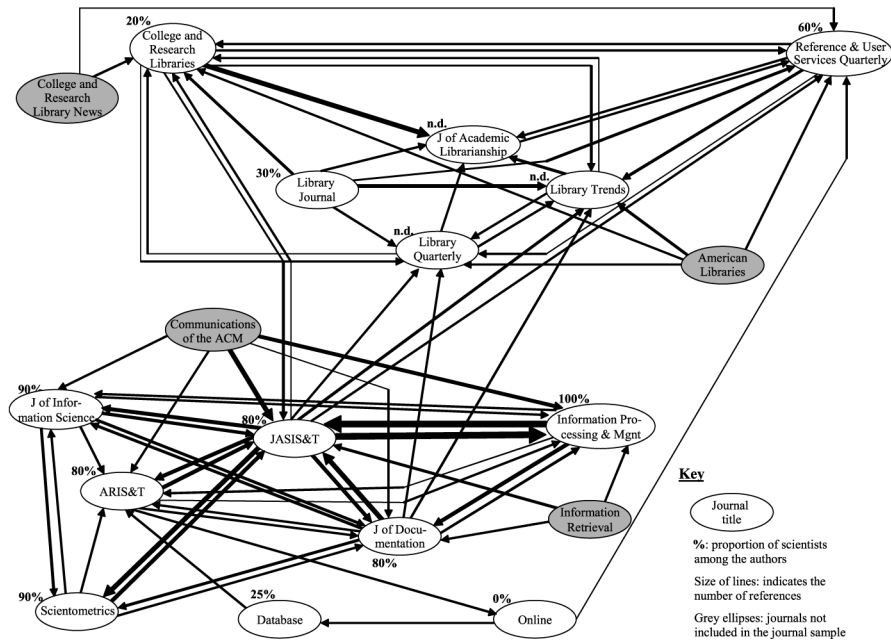 20%
College and
Research
Libraries
60%
Reference & User
Services Quarterly
College and
Research
Library News
n.d.
J of Academic
Librarianship
30%
Library
Journal
n.d.
Library Trends
n.d.
Library
Quarterly
American
Libraries
Communications
of the ACM
90%
J of Infor-
mation Science
100%
Information Pro-
cessing & Mgnt
80%
JASIS&T
80%
ARIS&T
Information
Retrieval
J of Docu-
mentation
80%
90%
Scientometrics
25%
Database
0%
Online
Key
Journal
title
%: proportion of scientists
among the authors
Size of lines: indicates the
number of references
Grey ellipses: journals not
included in the journal sample